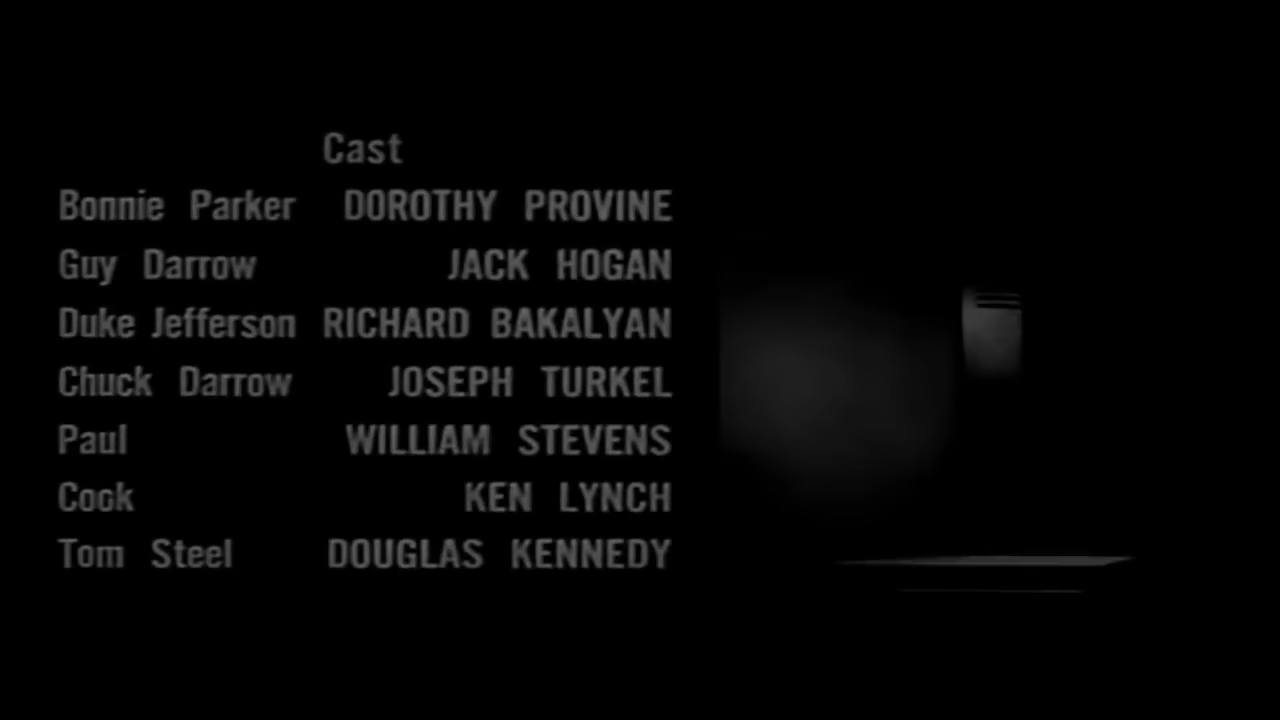 Cast
Bonnie Parker DOROTHY PROVINE
Guy Darrow JACK HOGAN
Duke Jefferson RICHARD BAKALYAN
Chuck Darrow JOSEPH TURKEL
Paul WILLIAM STEVENS
Cook KEN LYNCH
Tom Steel DOUGLAS KENNEDY